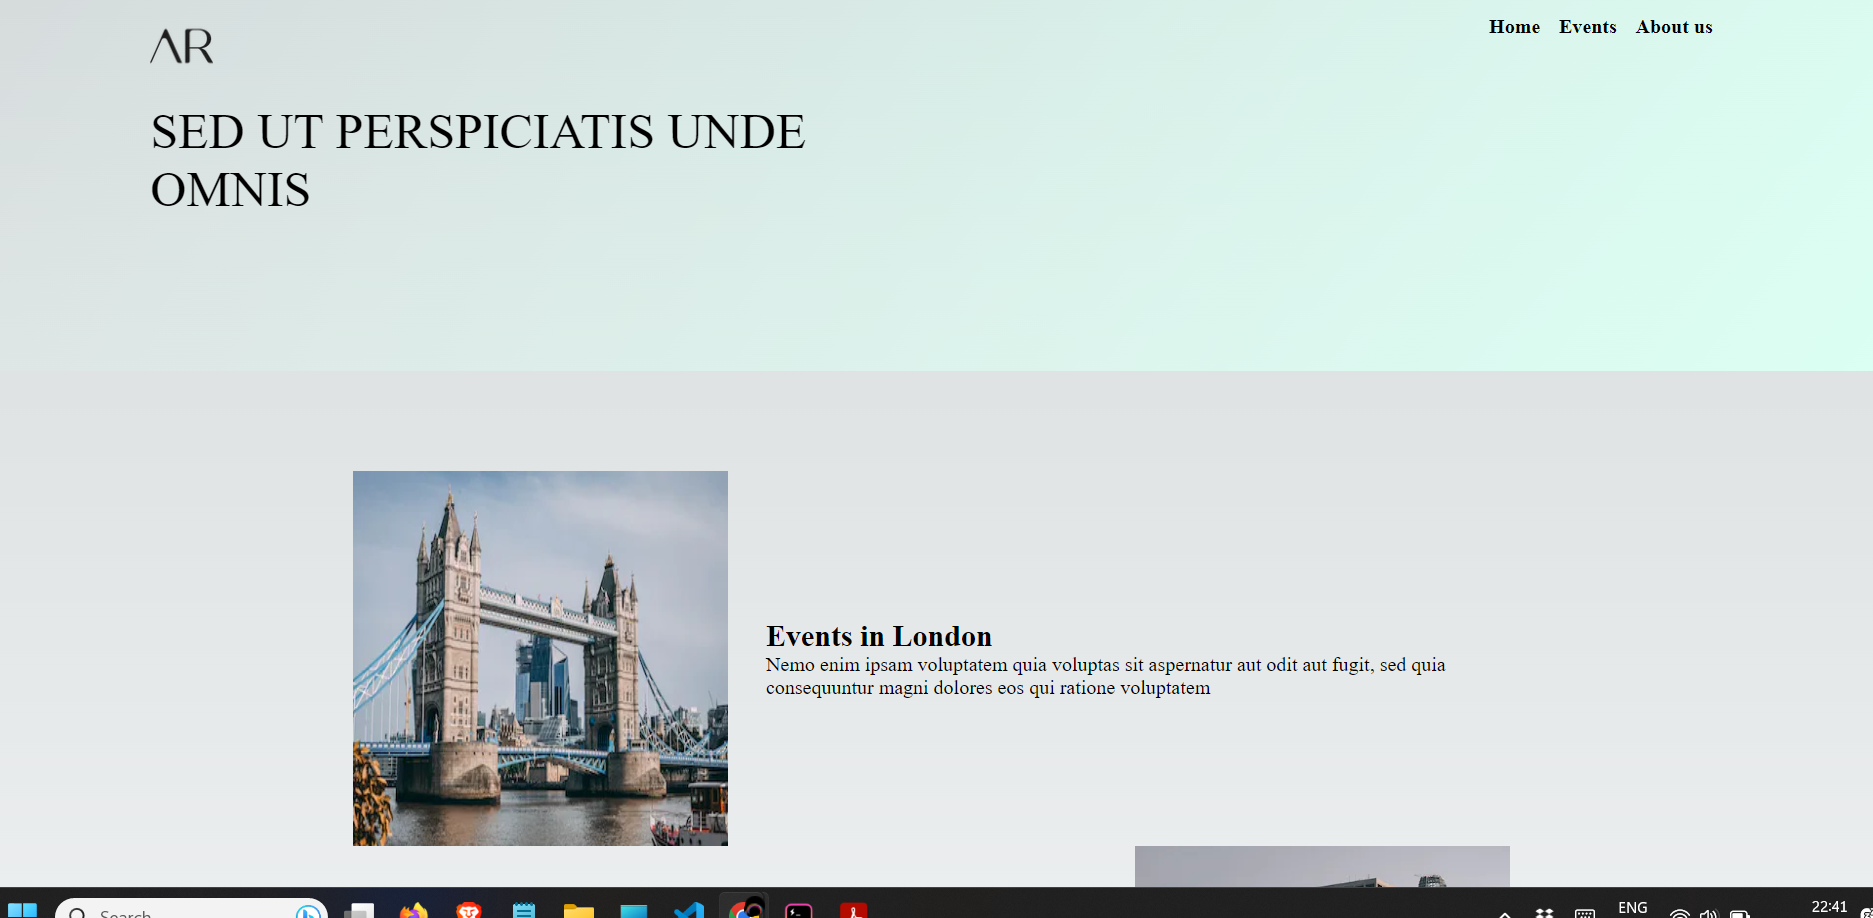 AR
Home Events About us
SED UT PERSPICIATIS UNDE
OMNIS
Events in London
Nemo enim ipsam voluptatem quia voluptas sit aspernatur aut odit aut fugit, sed quia
consequuntur magni dolores eos qui ratione voluptatem
Search
ENG
22:41